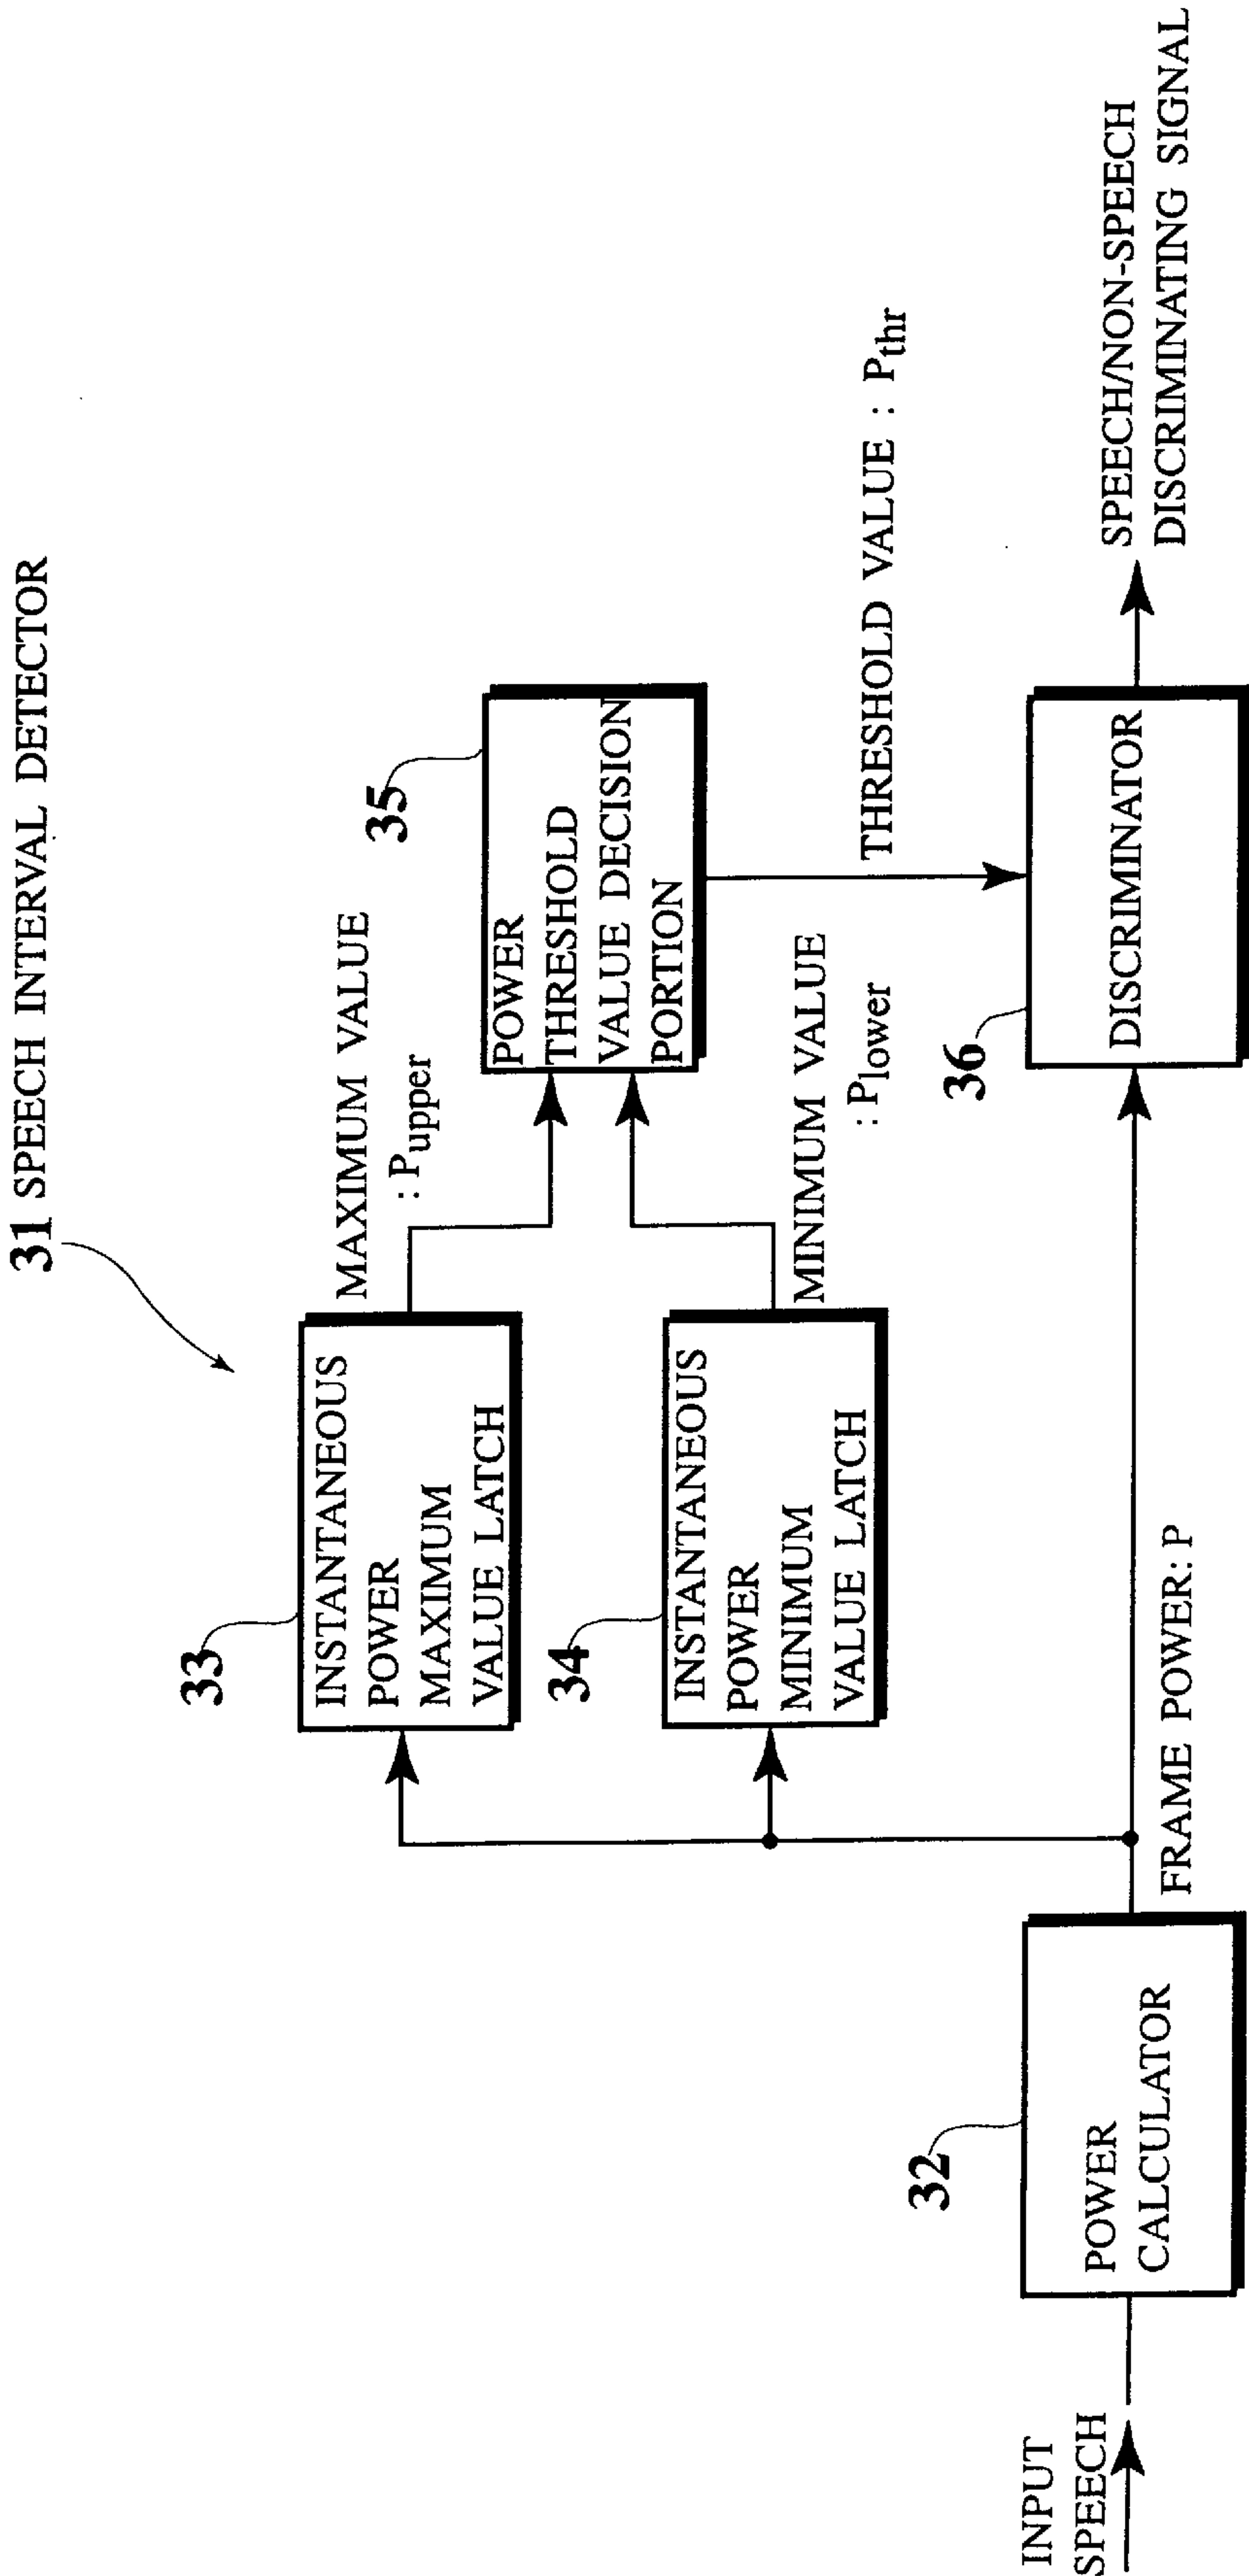 31 SPEECH INTERVAL DETECTOR
33
INSTANTANEOUS
POWER
MAXIMUM
VALUE LATCH
MAXIMUM VALUE
: Pupper
35
POWER
THRESHOLD
VALUE DECISION
PORTION
34
INSTANTANEOUS
POWER
MINIMUM
VALUE LATCH
MINIMUM VALUE
: Plower
THRESHOLD VALUE : Pthr
32
POWER
CALCULATOR
36
DISCRIMINATOR
INPUT
SPEECH
FRAME POWER: P
SPEECH/NON-SPEECH
DISCRIMINATING SIGNAL